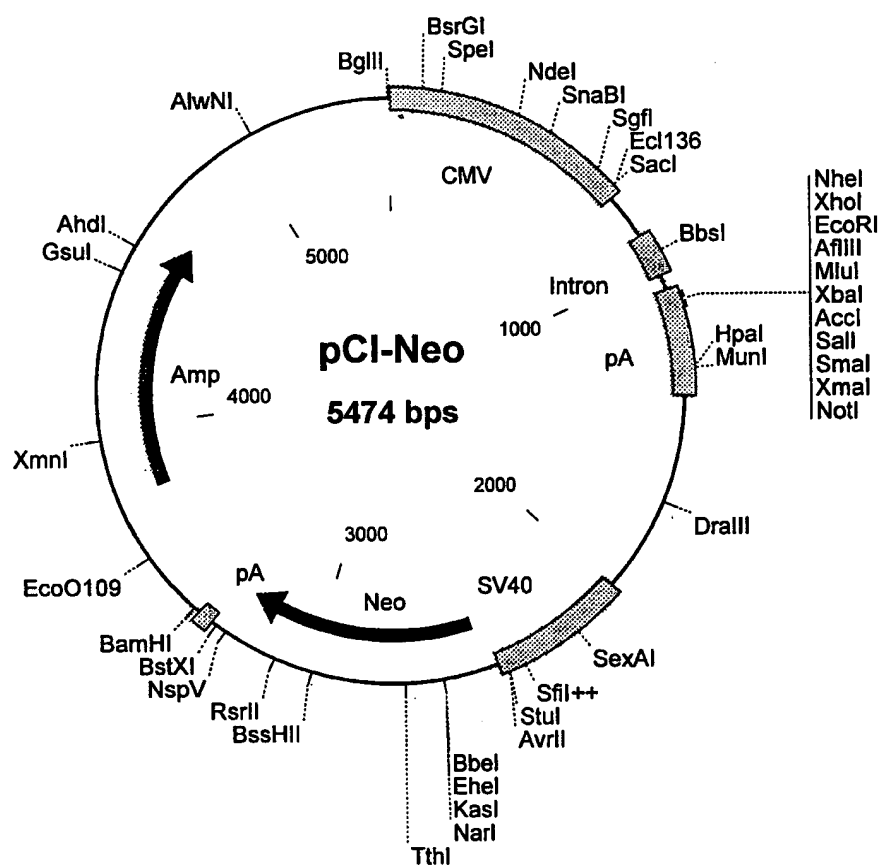 BsrGI
SpeI
BglII
NdeI
SnaBI
AlwNI
SgfI
Ecl136
SacI
CMV
NheI
XhoI
EcoRI
AflIII
MluI
XbaI
AccI
SalI
SmaI
XmaI
NotI
AhdI
GsuI
BbsI
5000
Intron
1000
HpaI
MunI
pA
pCI-Neo
5474 bps
Amp
4000
XmnI
2000
DraIII
3000
pA
Neo
SV40
EcoO109
BamHI
BstXI
NspV
SexAI
SfiI++
StuI
AvrII
RsrII
BssHII
BbeI
EheI
KasI
NarI
TthI